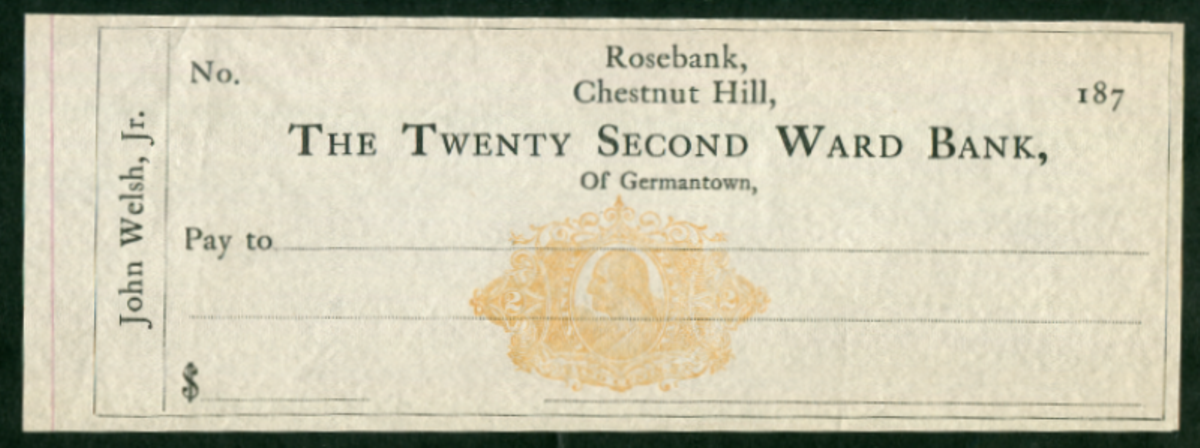 John Welsh, Jr.
No.
Rosebank,
Chestnut Hill,
187
The Twenty Second Ward Bank,
Of Germantown,
Pay to
$